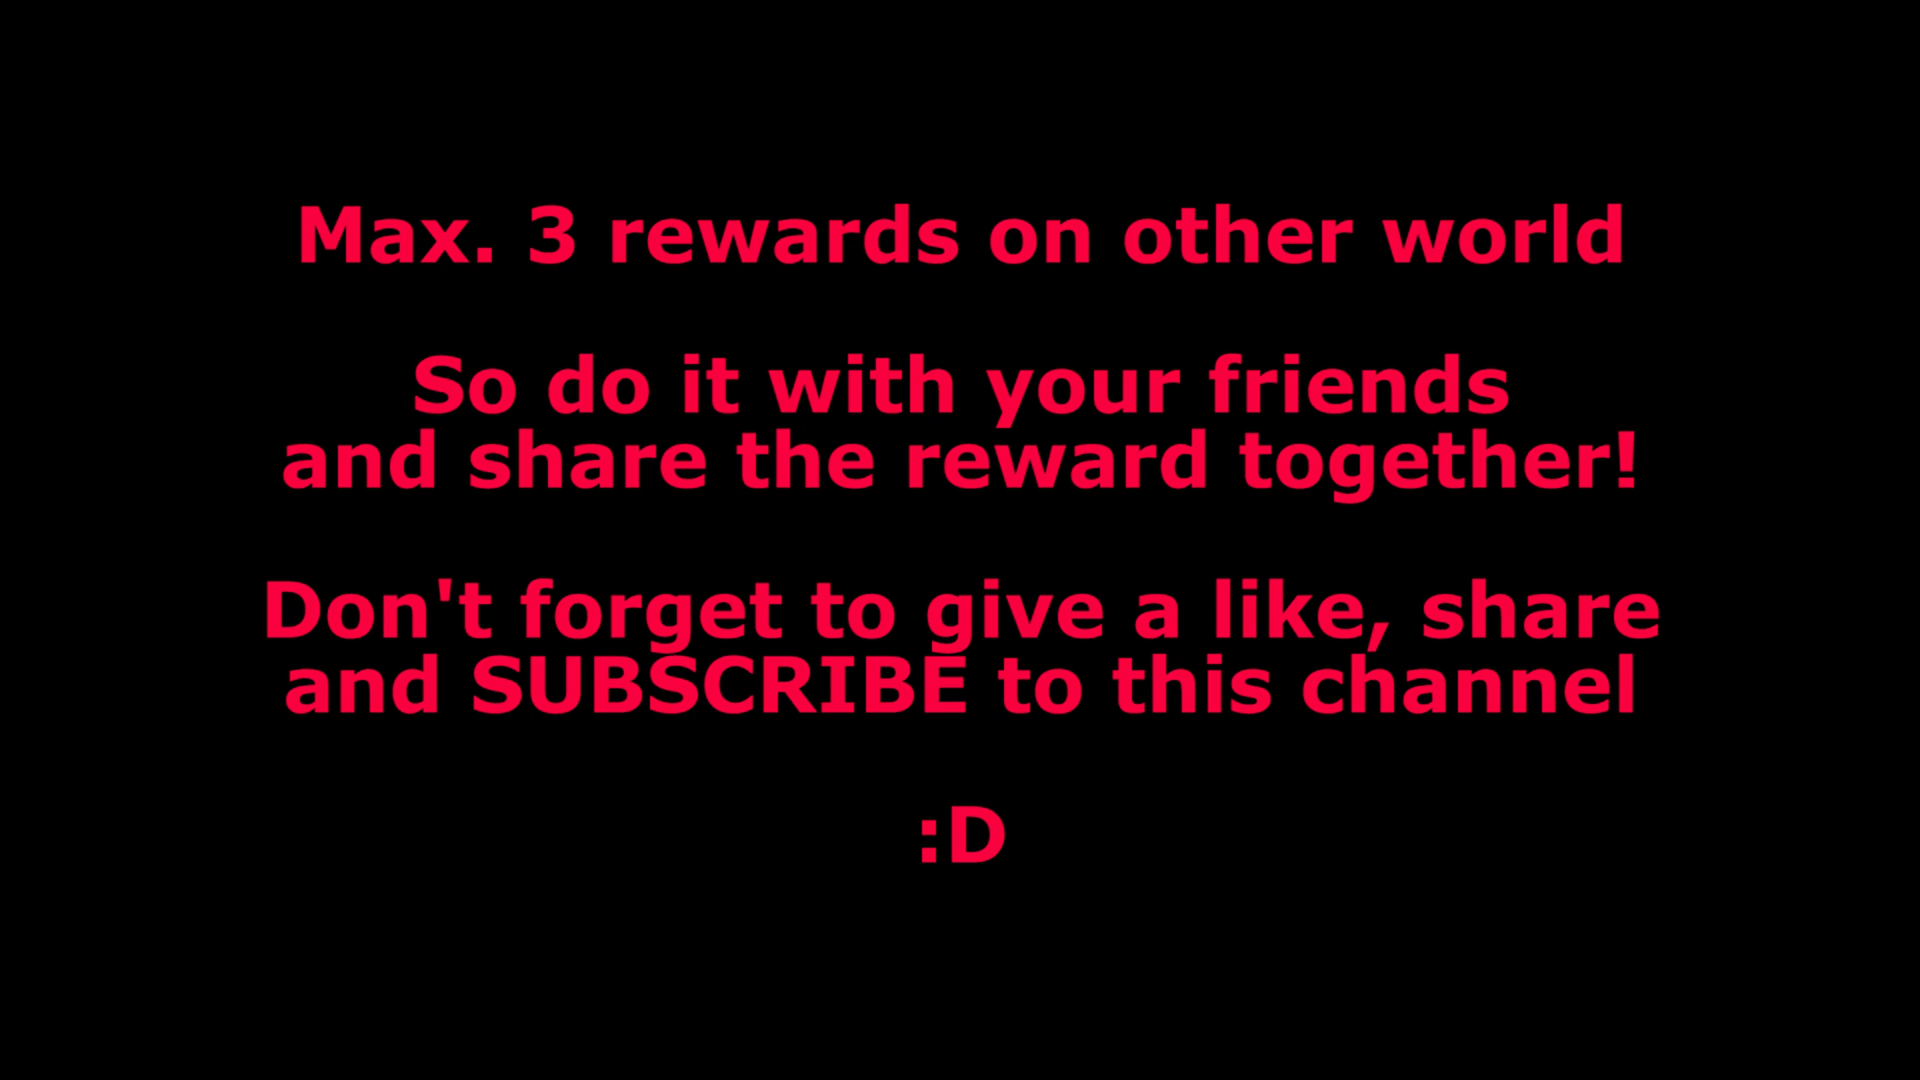 Max. 3 rewards on other world
So do it with your friends
and share the reward together!
Don't forget to give a like, share
and SUBSCRIBE to this channel
:D